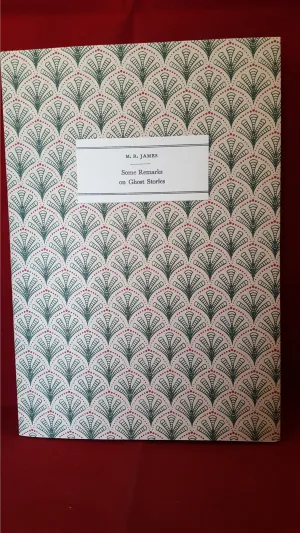 M. R. JAMES
Some Remarks
on Ghost Stories